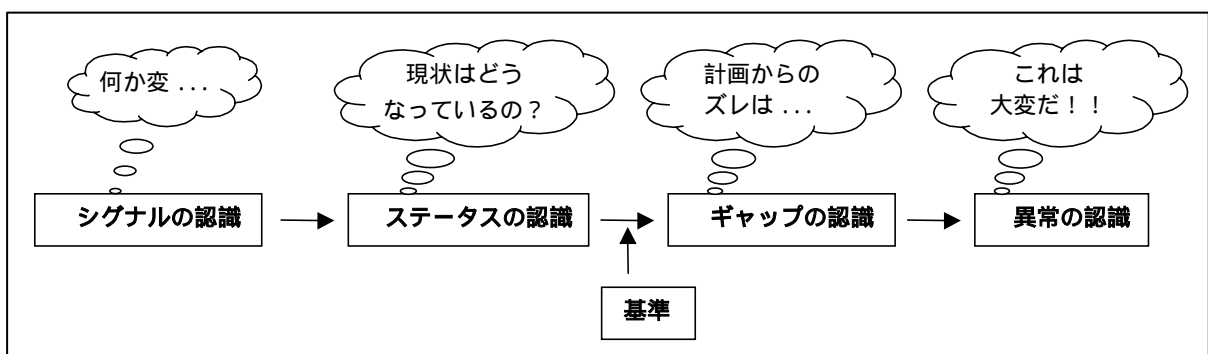 何か変 . . .
現状はどう
なっているの？
計画からの
ズレは . . .
これは
大変だ！！
シグナルの認識
ステータスの認識
ギャップの認識
異常の認識
基準